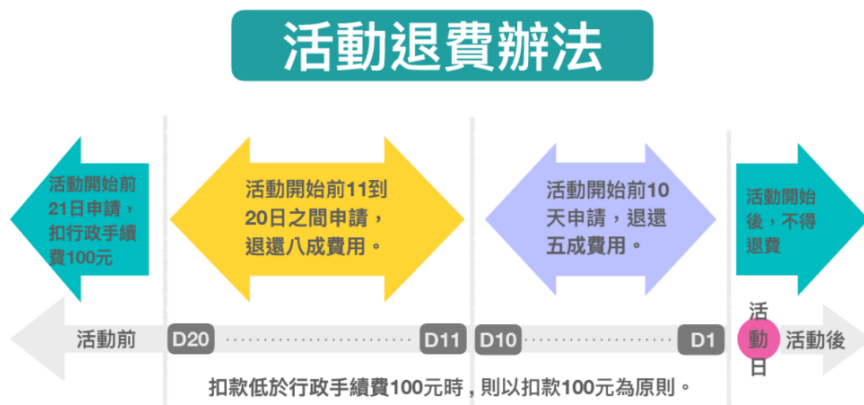 活動退費辦法
活動開始前
21日申請，
扣行政手續
費100元
活動開始前11到
20日之間申請，
退還八成費用。
活動開始前10
天申請，退還
五成費用。
活動開始
後，不得
退費
活動前
D20
D11
D10
D1
活動日
活動後
扣款低於行政手續費100元時，則以扣款100元為原則。